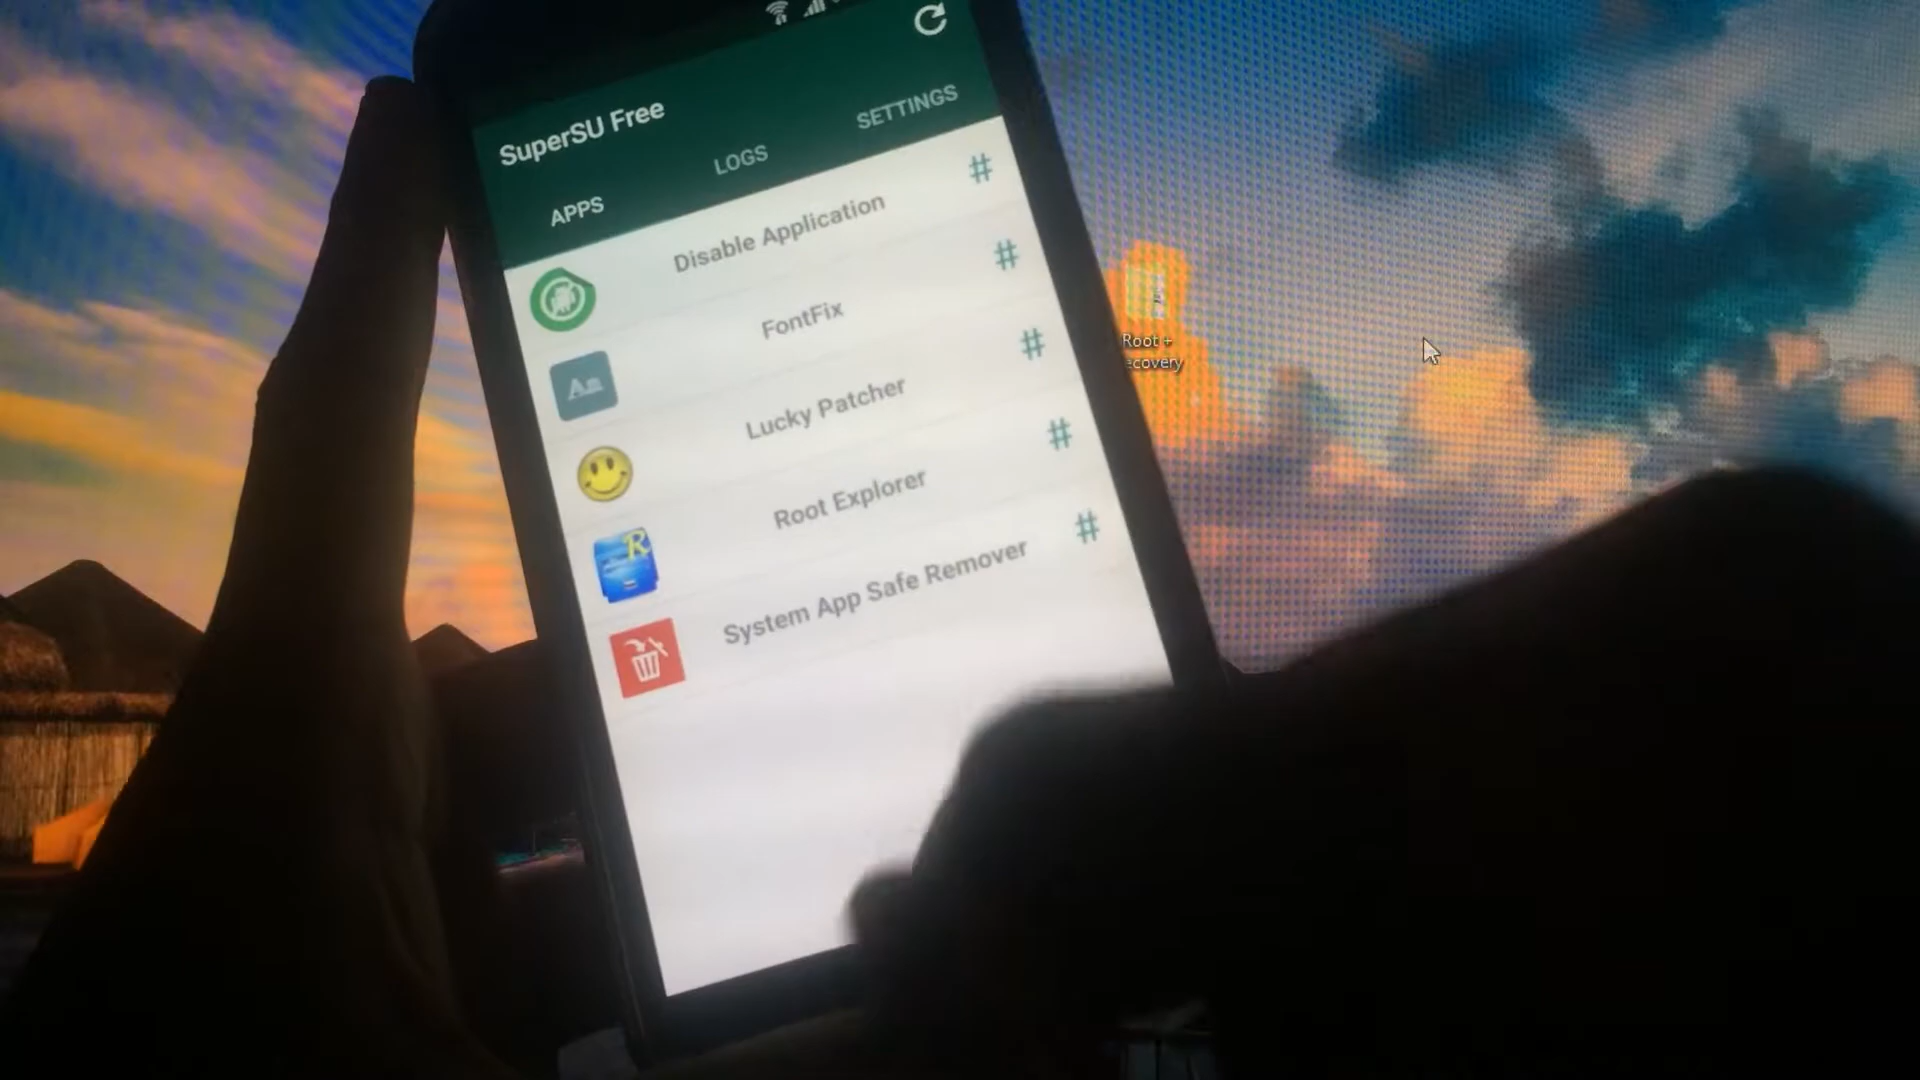 SuperSU Free
APPS
LOGS
SETTINGS
Disable Application
#
FontFix
#
Lucky Patcher
#
Root Explorer
#
System App Safe Remover
#
Root +
ecovery